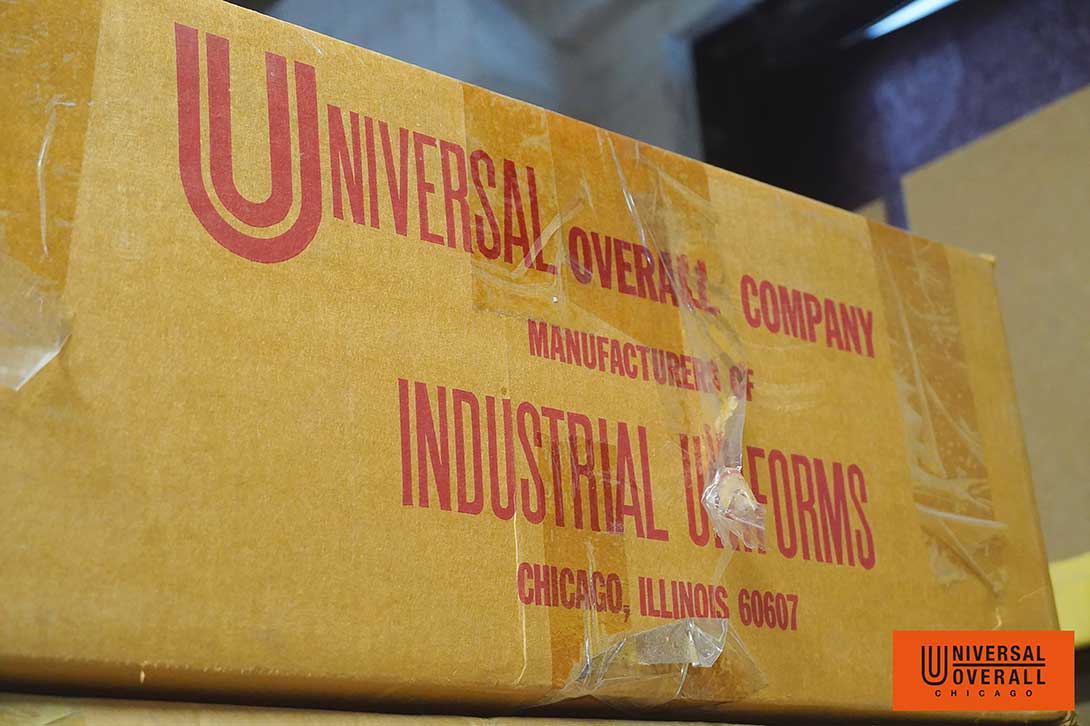 UNIVERSAL OVERALL COMPANY
MANUFACTURERS OF
INDUSTRIAL UNIFORMS
CHICAGO, ILLINOIS 60607
UNIVERSAL
OVERALL
CHICAGO